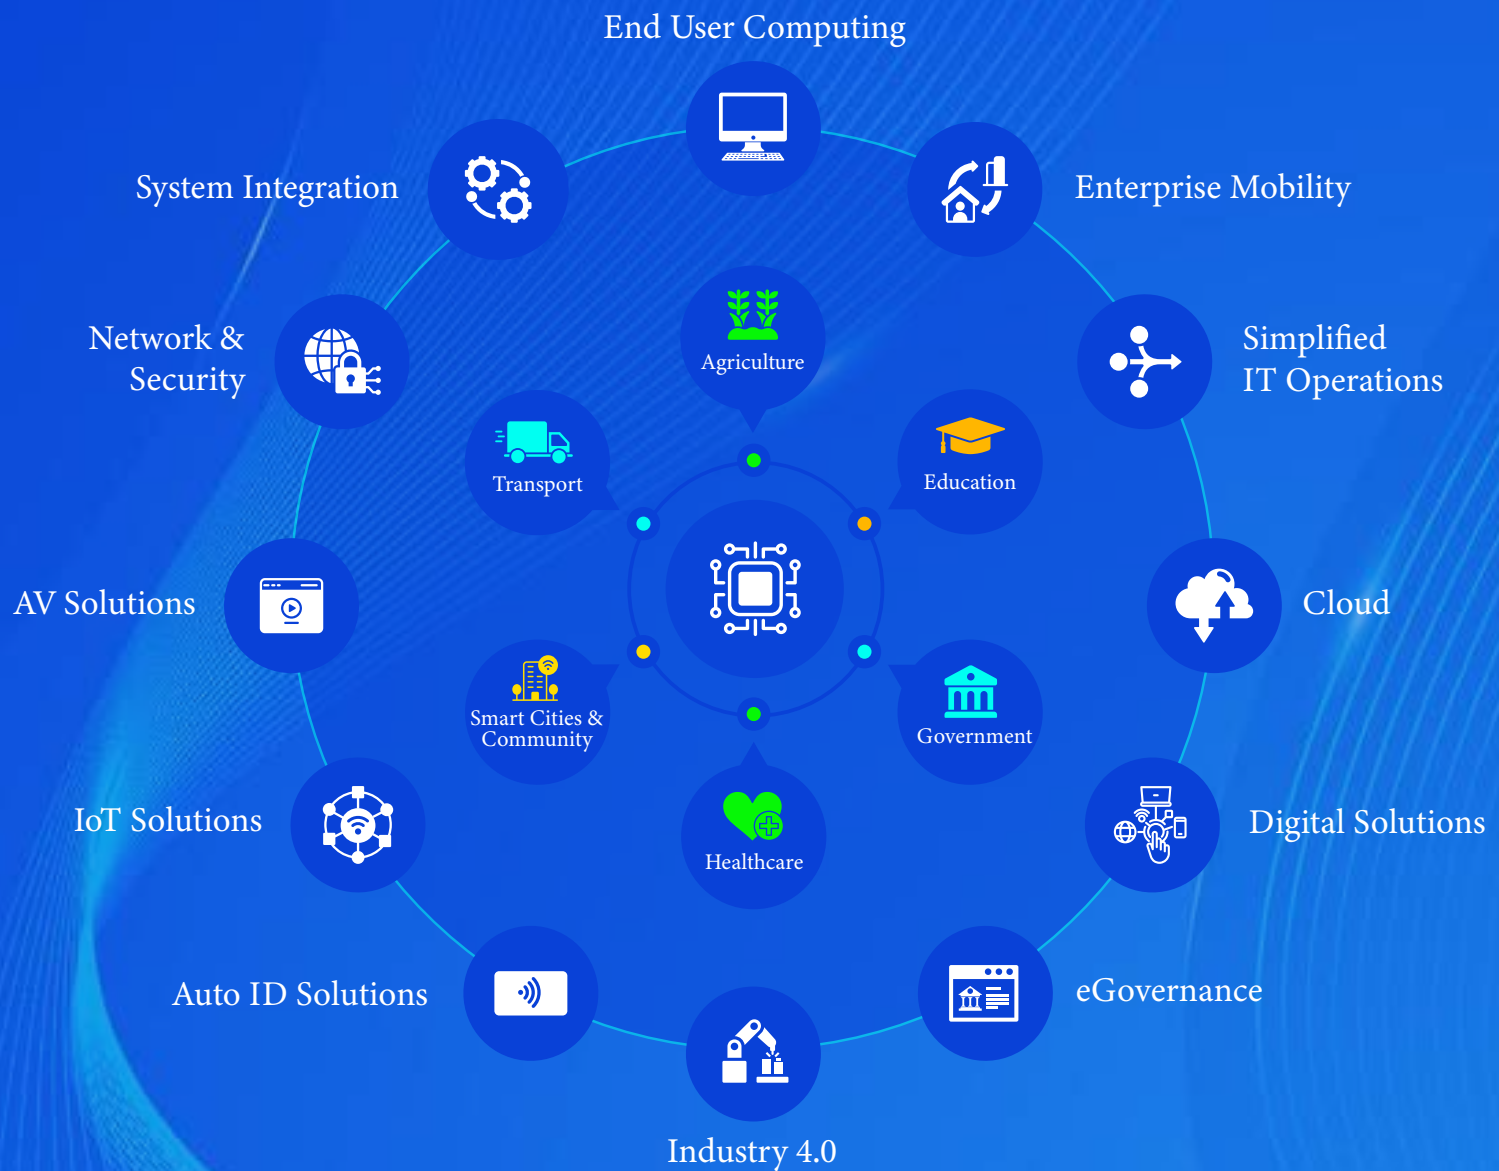 End User Computing
System Integration
Enterprise Mobility
Network &
Security
Simplified
IT Operations
Agriculture
Transport
Education
AV Solutions
Cloud
Smart Cities &
Community
Government
IoT Solutions
Digital Solutions
Healthcare
Auto ID Solutions
eGovernance
Industry 4.0